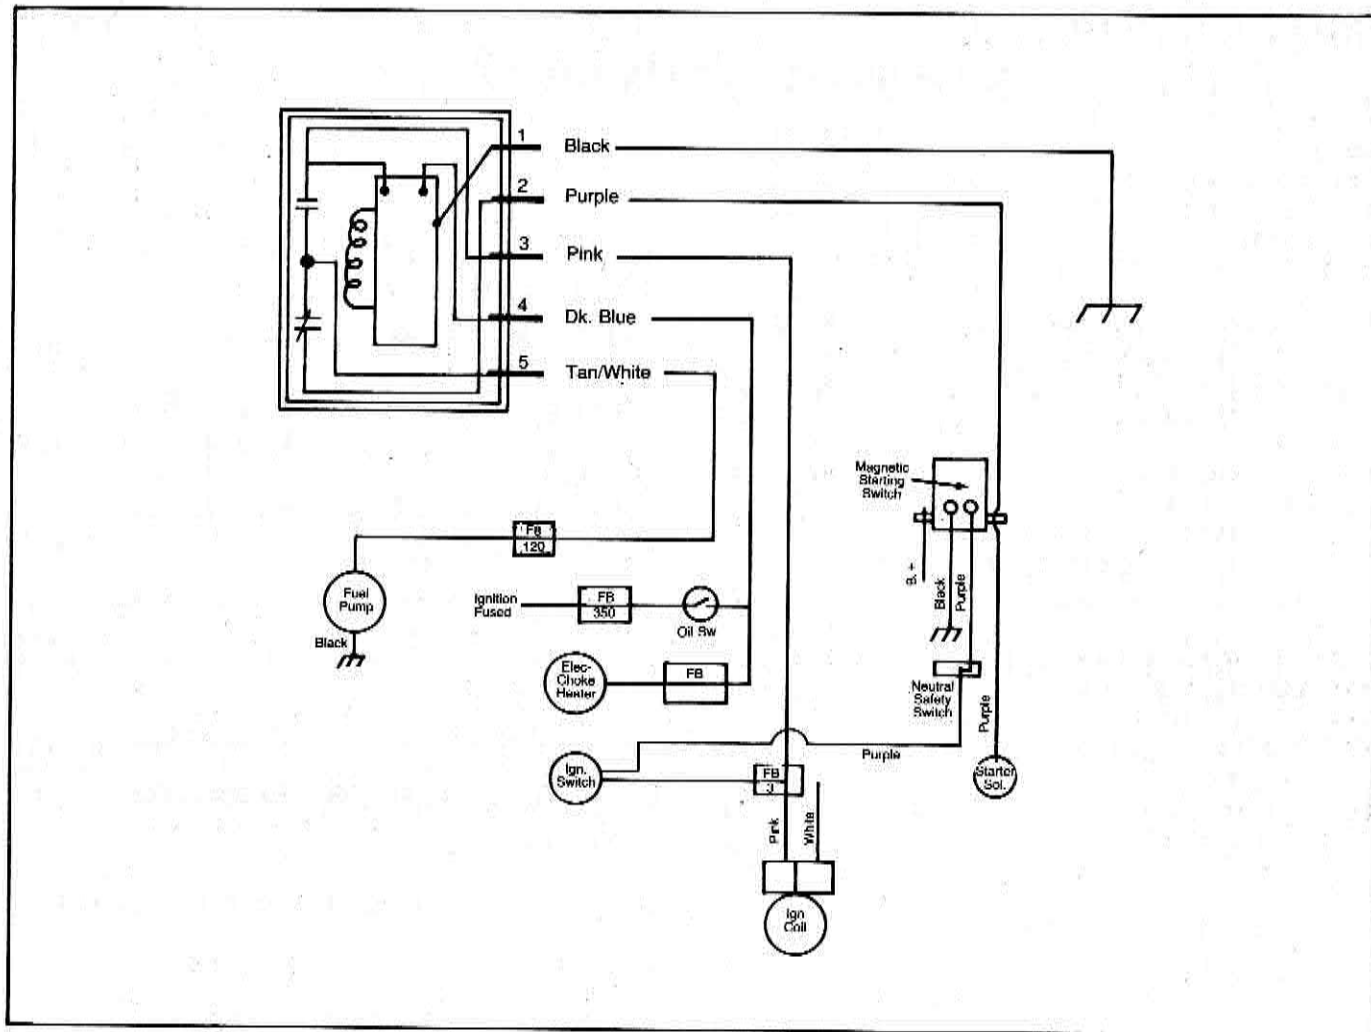 1 Black
2 Purple
3 Pink
4 Dk. Blue
5 Tan/White
Magnetic
Starting
Switch
B. +
Black
Purple
FB
120
Fuel
Pump
Black
Ignition
Fused
FB
350
Oil Sw
Elec-
Choke
Heater
FB
Neutral
Safety
Switch
Purple
Purple
Ign.
Switch
FB
3
Starter
Sol.
Pink
White
Ign
Coil